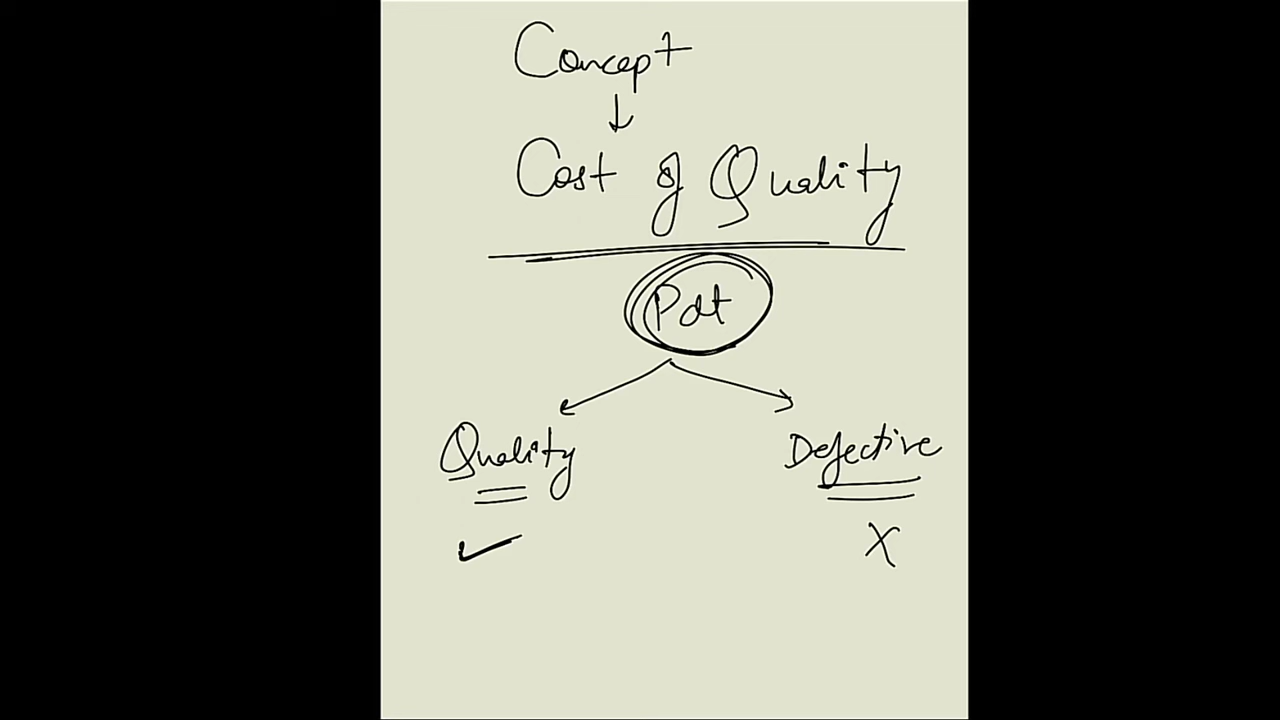 Concept
↓
Cost of Quality
Pdt
Quality Defective
✓ X